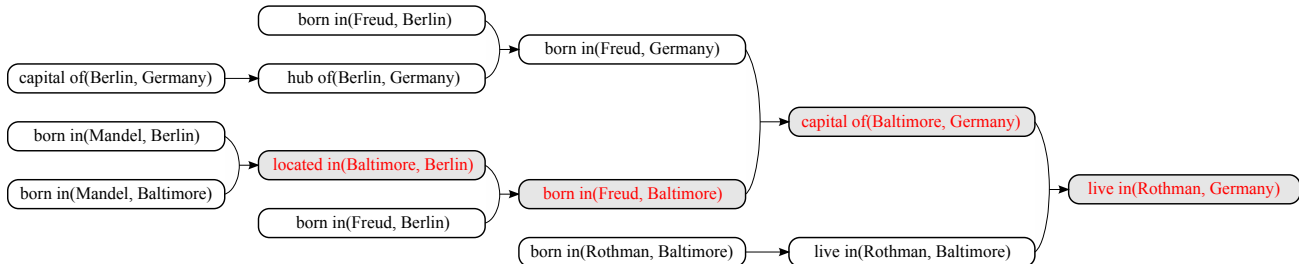 born in(Freud, Berlin)
born in(Freud, Germany)
capital of(Berlin, Germany)
hub of(Berlin, Germany)
capital of(Baltimore, Germany)
born in(Mandel, Berlin)
located in(Baltimore, Berlin)
born in(Mandel, Baltimore)
born in(Freud, Baltimore)
live in(Rothman, Germany)
born in(Freud, Berlin)
born in(Rothman, Baltimore)
live in(Rothman, Baltimore)